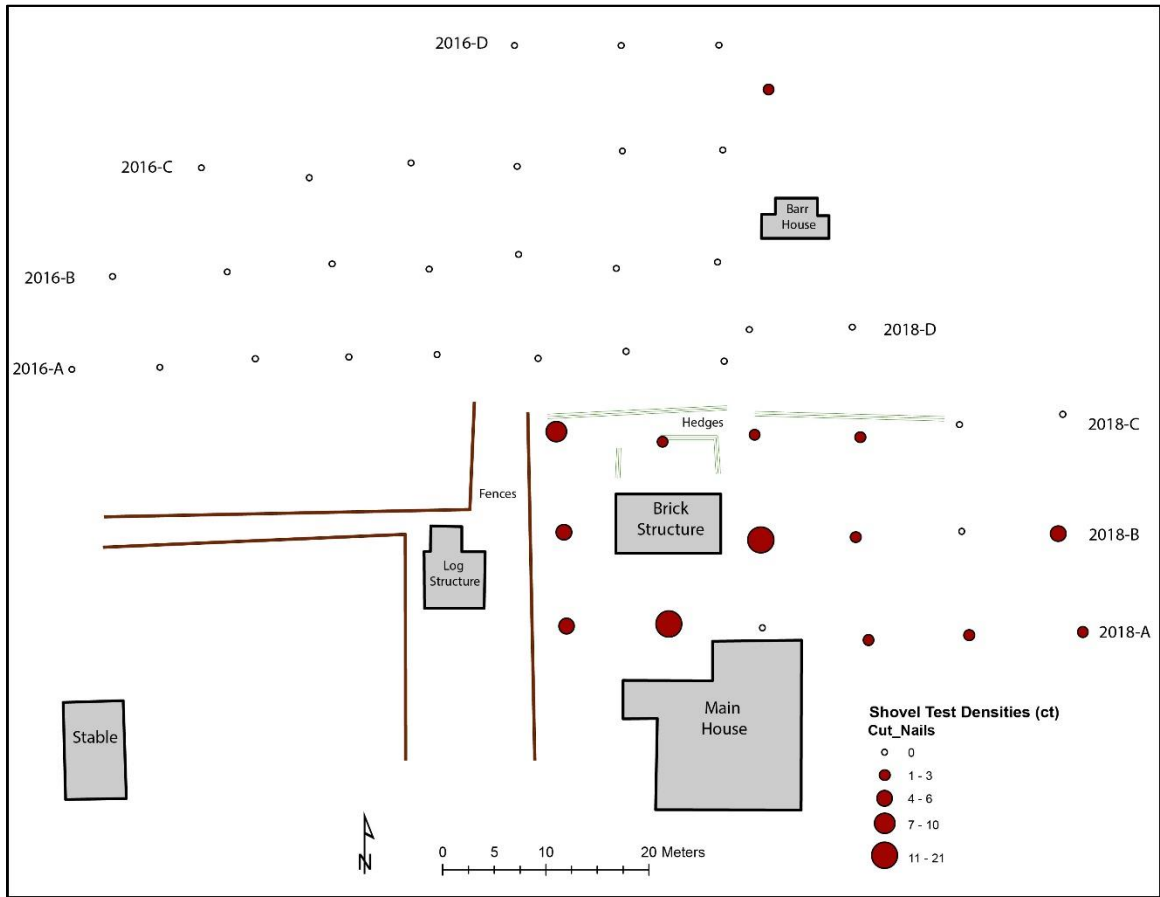 2016-D
2016-C
Barr
House
2016-B
2018-D
2016-A
2018-C
Hedges
Fences
Brick
Structure
2018-B
Log
Structure
2018-A
Main
House
Stable
Shovel Test Densities (ct)
Cut_Nails
0
1 - 3
4 - 6
7 - 10
11 - 21
N
0 5 10 20 Meters